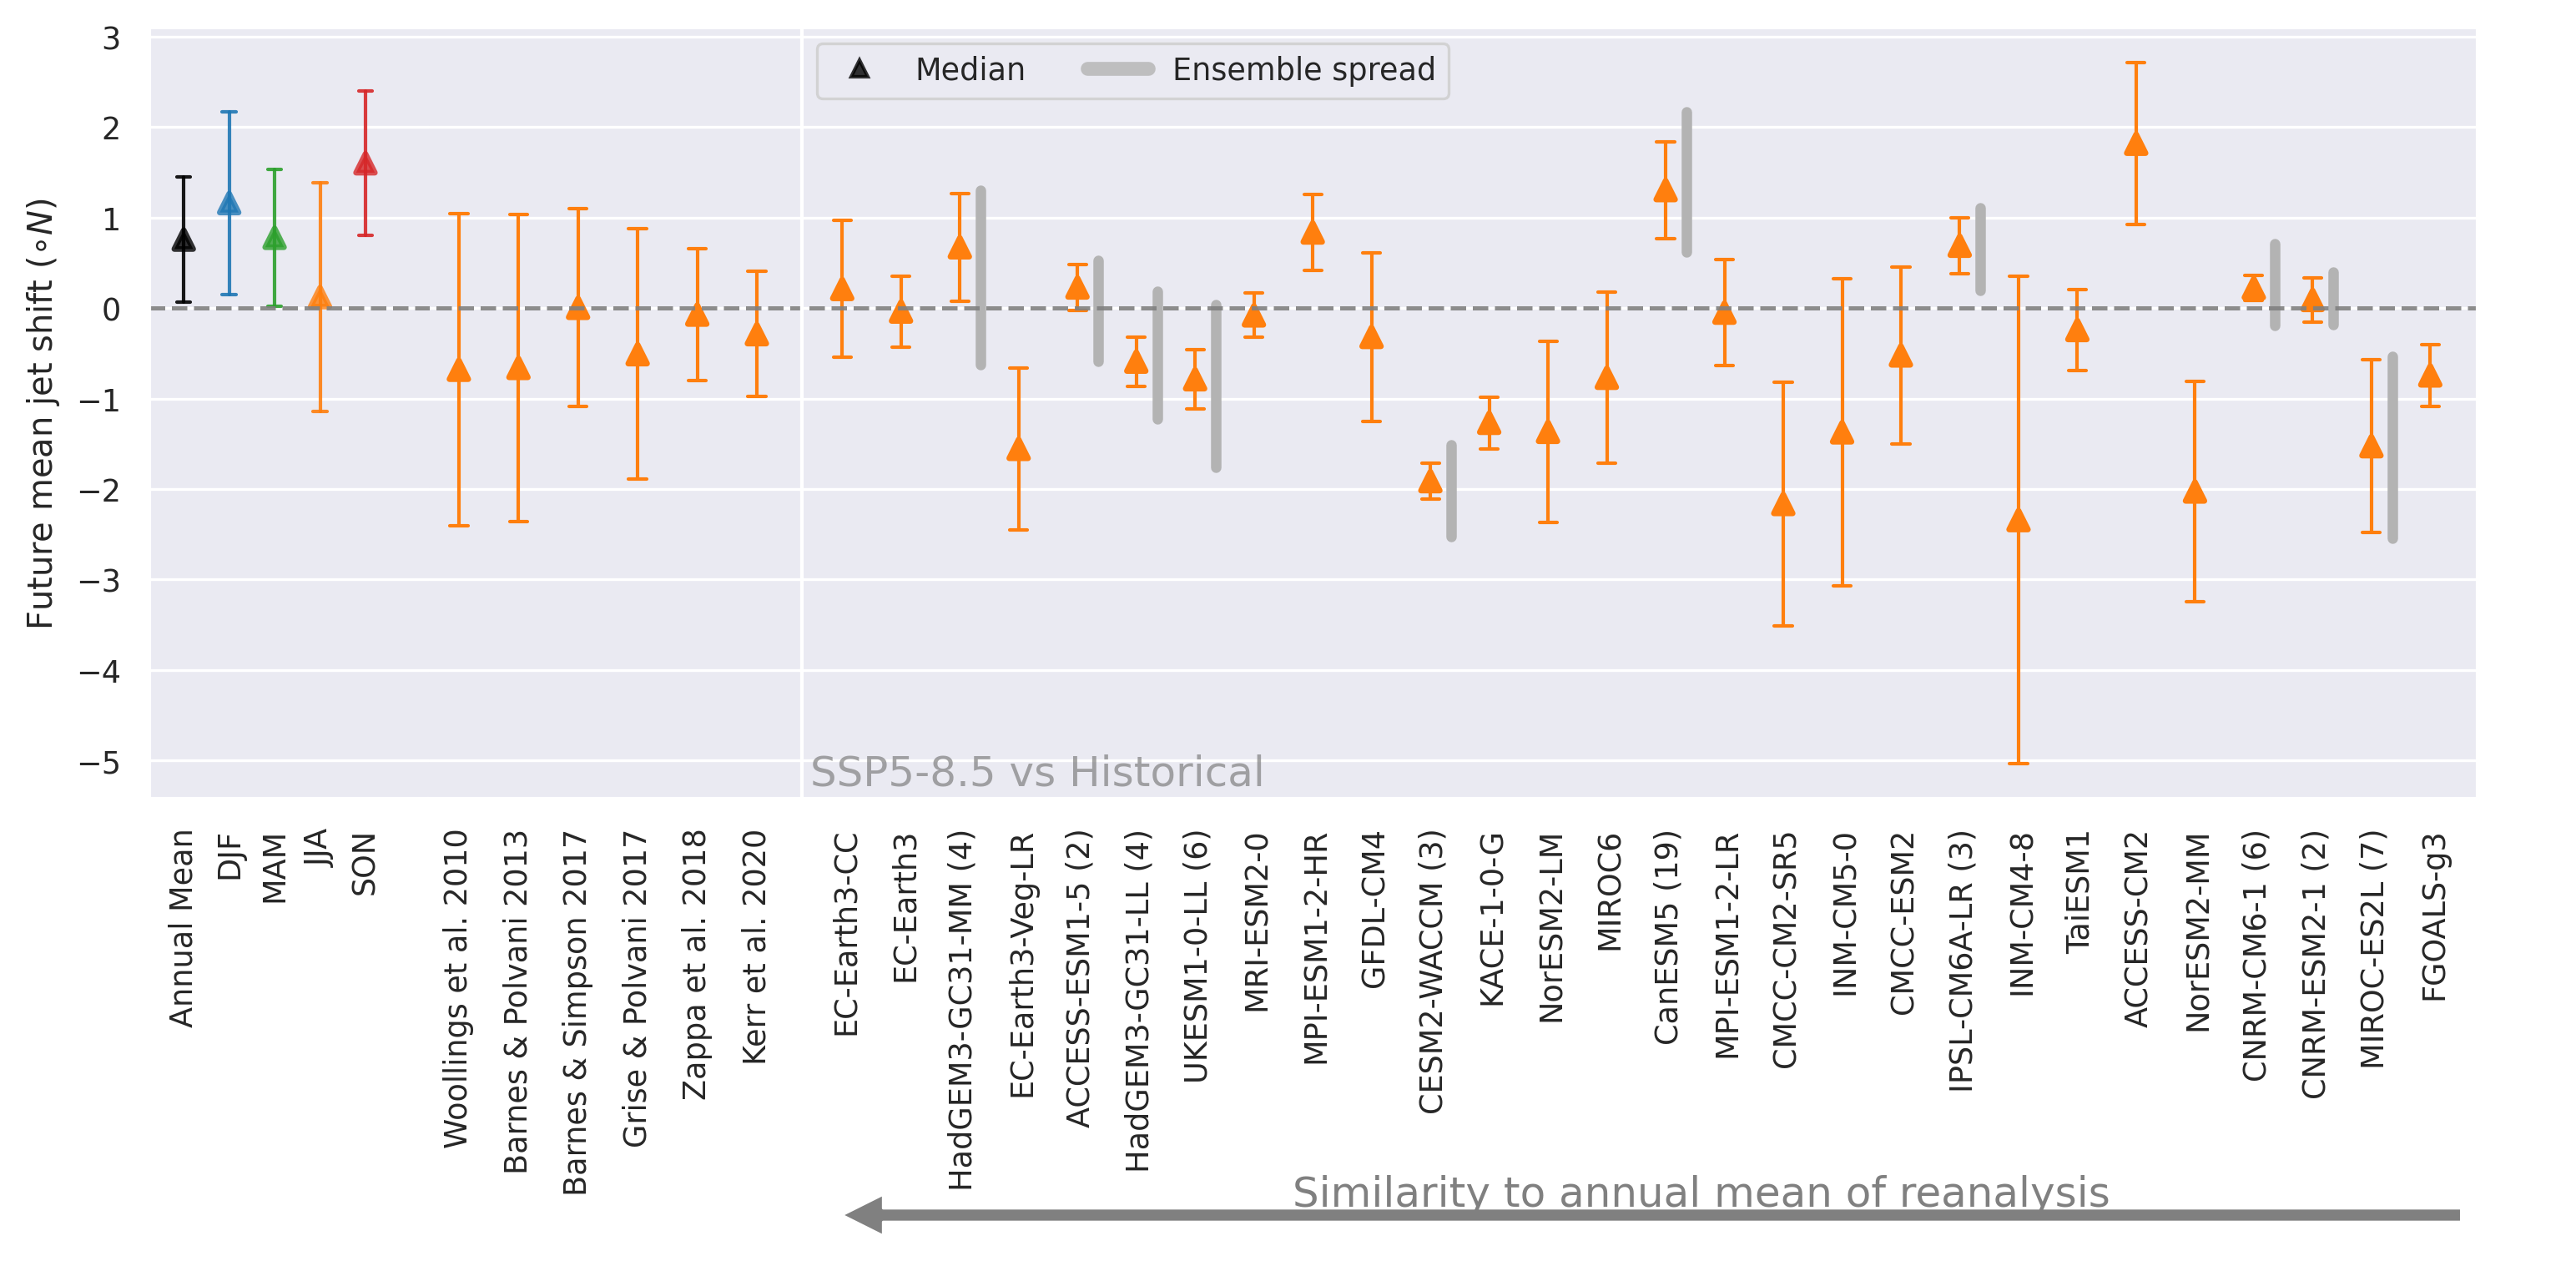 3
2
1
0
−1
−2
−3
−4
−5
Future mean jet shift (∘N)
Median
Ensemble spread
SSP5-8.5 vs Historical
Annual Mean
DJF
MAM
JJA
SON
Woollings et al. 2010
Barnes & Polvani 2013
Barnes & Simpson 2017
Grise & Polvani 2017
Zappa et al. 2018
Kerr et al. 2020
EC-Earth3-CC
EC-Earth3
HadGEM3-GC31-MM (4)
EC-Earth3-Veg-LR
ACCESS-ESM1-5 (2)
HadGEM3-GC31-LL (4)
UKESM1-0-LL (6)
MRI-ESM2-0
MPI-ESM1-2-HR
GFDL-CM4
CESM2-WACCM (3)
KACE-1-0-G
NorESM2-LM
MIROC6
CanESM5 (19)
MPI-ESM1-2-LR
CMCC-CM2-SR5
INM-CM5-0
CMCC-ESM2
IPSL-CM6A-LR (3)
INM-CM4-8
TaiESM1
ACCESS-CM2
NorESM2-MM
CNRM-CM6-1 (6)
CNRM-ESM2-1 (2)
MIROC-ES2L (7)
FGOALS-g3
Similarity to annual mean of reanalysis